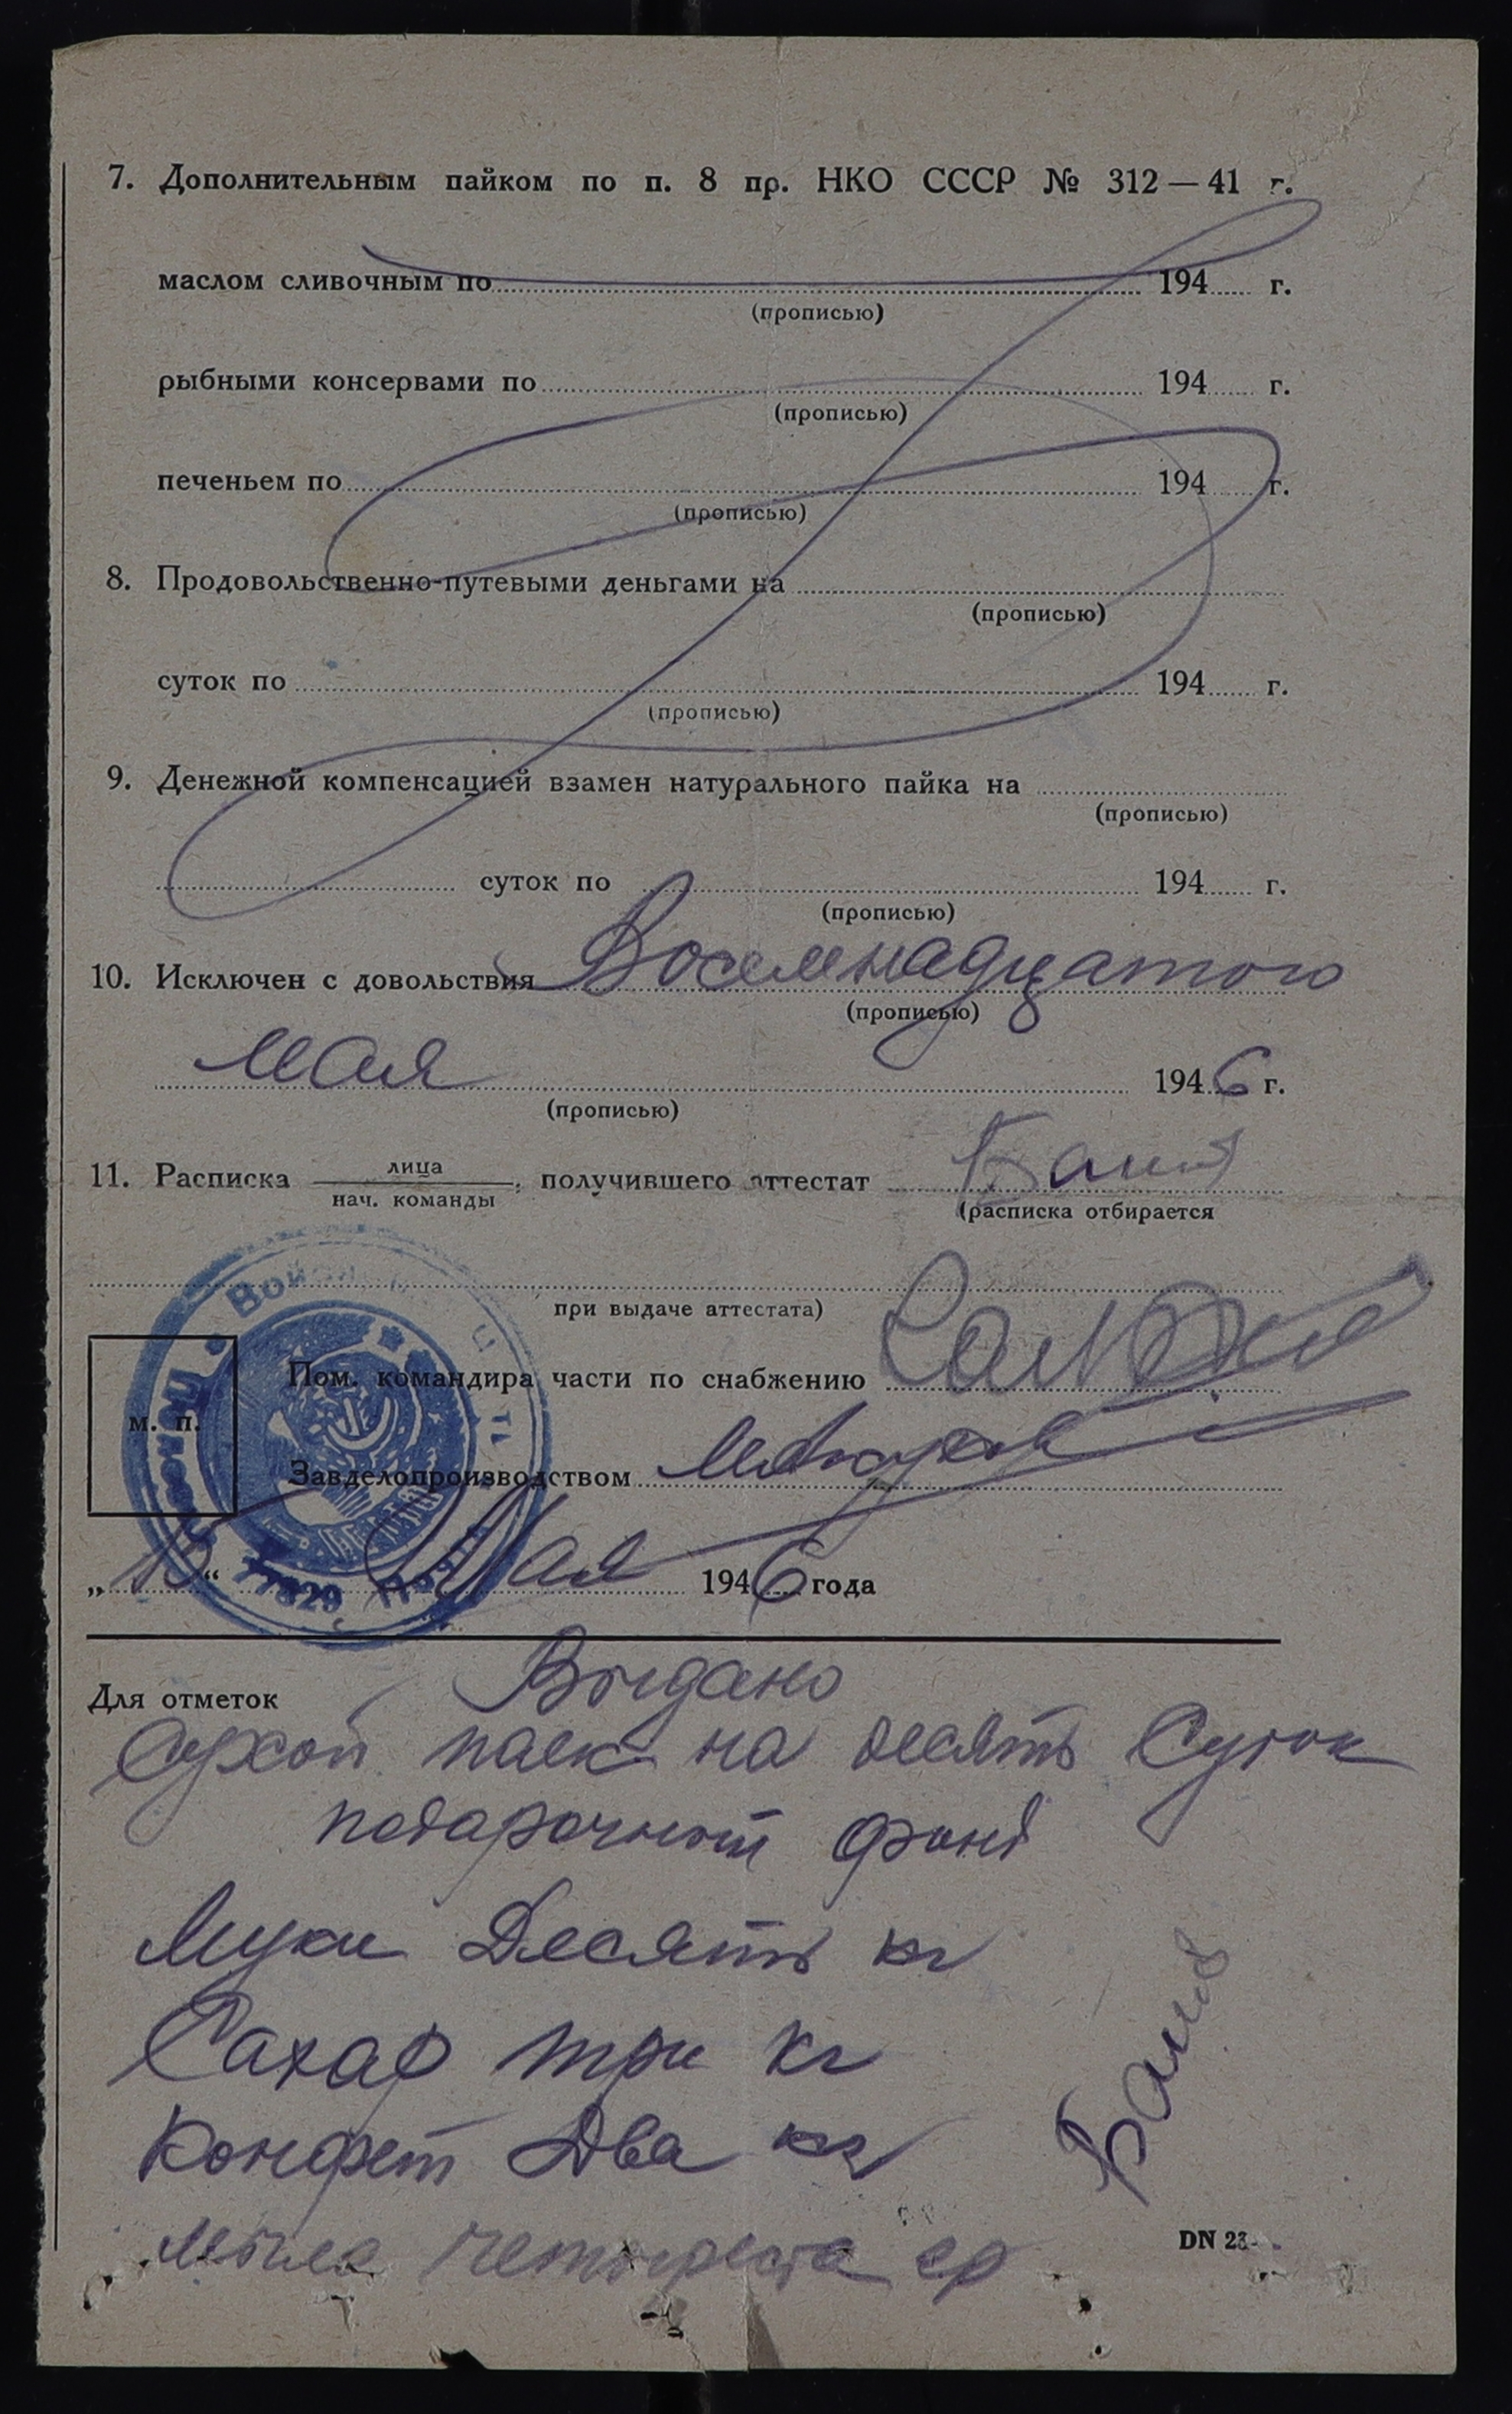 7. Дополнительным пайком по п. 8 пр. НКО СССР № 312 — 41 г.
маслом сливочным по 194 г.
(прописью)
рыбными консервами по 194 г.
(прописью)
печеньем по 194 г.
(прописью)
8. Продовольственно-путевыми деньгами на
(прописью)
суток по 194 г.
(прописью)
9. Денежной компенсацией взамен натурального пайка на
(прописью)
суток по 194 г.
(прописью)
10. Исключен с довольствия Восемнадцатого
(прописью)
мая 1946 г.
(прописью)
11. Расписка лица
нач. команды, получившего аттестат
(расписка отбирается
при выдаче аттестата)
Пом. командира части по снабжению
м. п.
Завделопроизводством
„15“ Мая 1946 года
77829
Для отметок Выдано
Сухой паек на десять Суток
подарочный фонд
Муки Десять кг
Сахар три кг
Конфет Два кг
мыла четыреста гр
DN 23